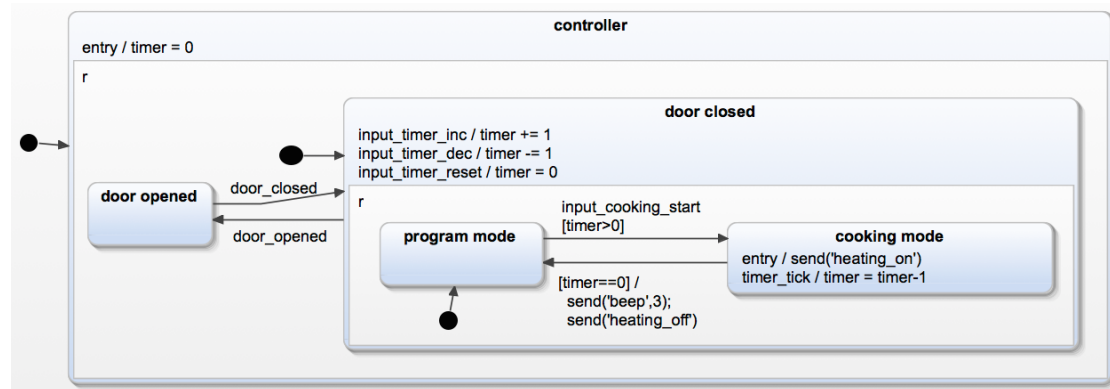 controller
entry / timer = 0
r
door closed
input_timer_inc / timer += 1
input_timer_dec / timer -= 1
input_timer_reset / timer = 0
door opened
door_closed
door_opened
r
program mode
input_cooking_start
[timer>0]
cooking mode
entry / send('heating_on')
timer_tick / timer = timer-1
[timer==0] /
send('beep',3);
send('heating_off')